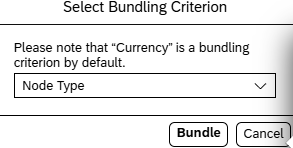 Select Bundling Criterion
Please note that “Currency” is a bundling
criterion by default.
Node Type
Bundle Cancel